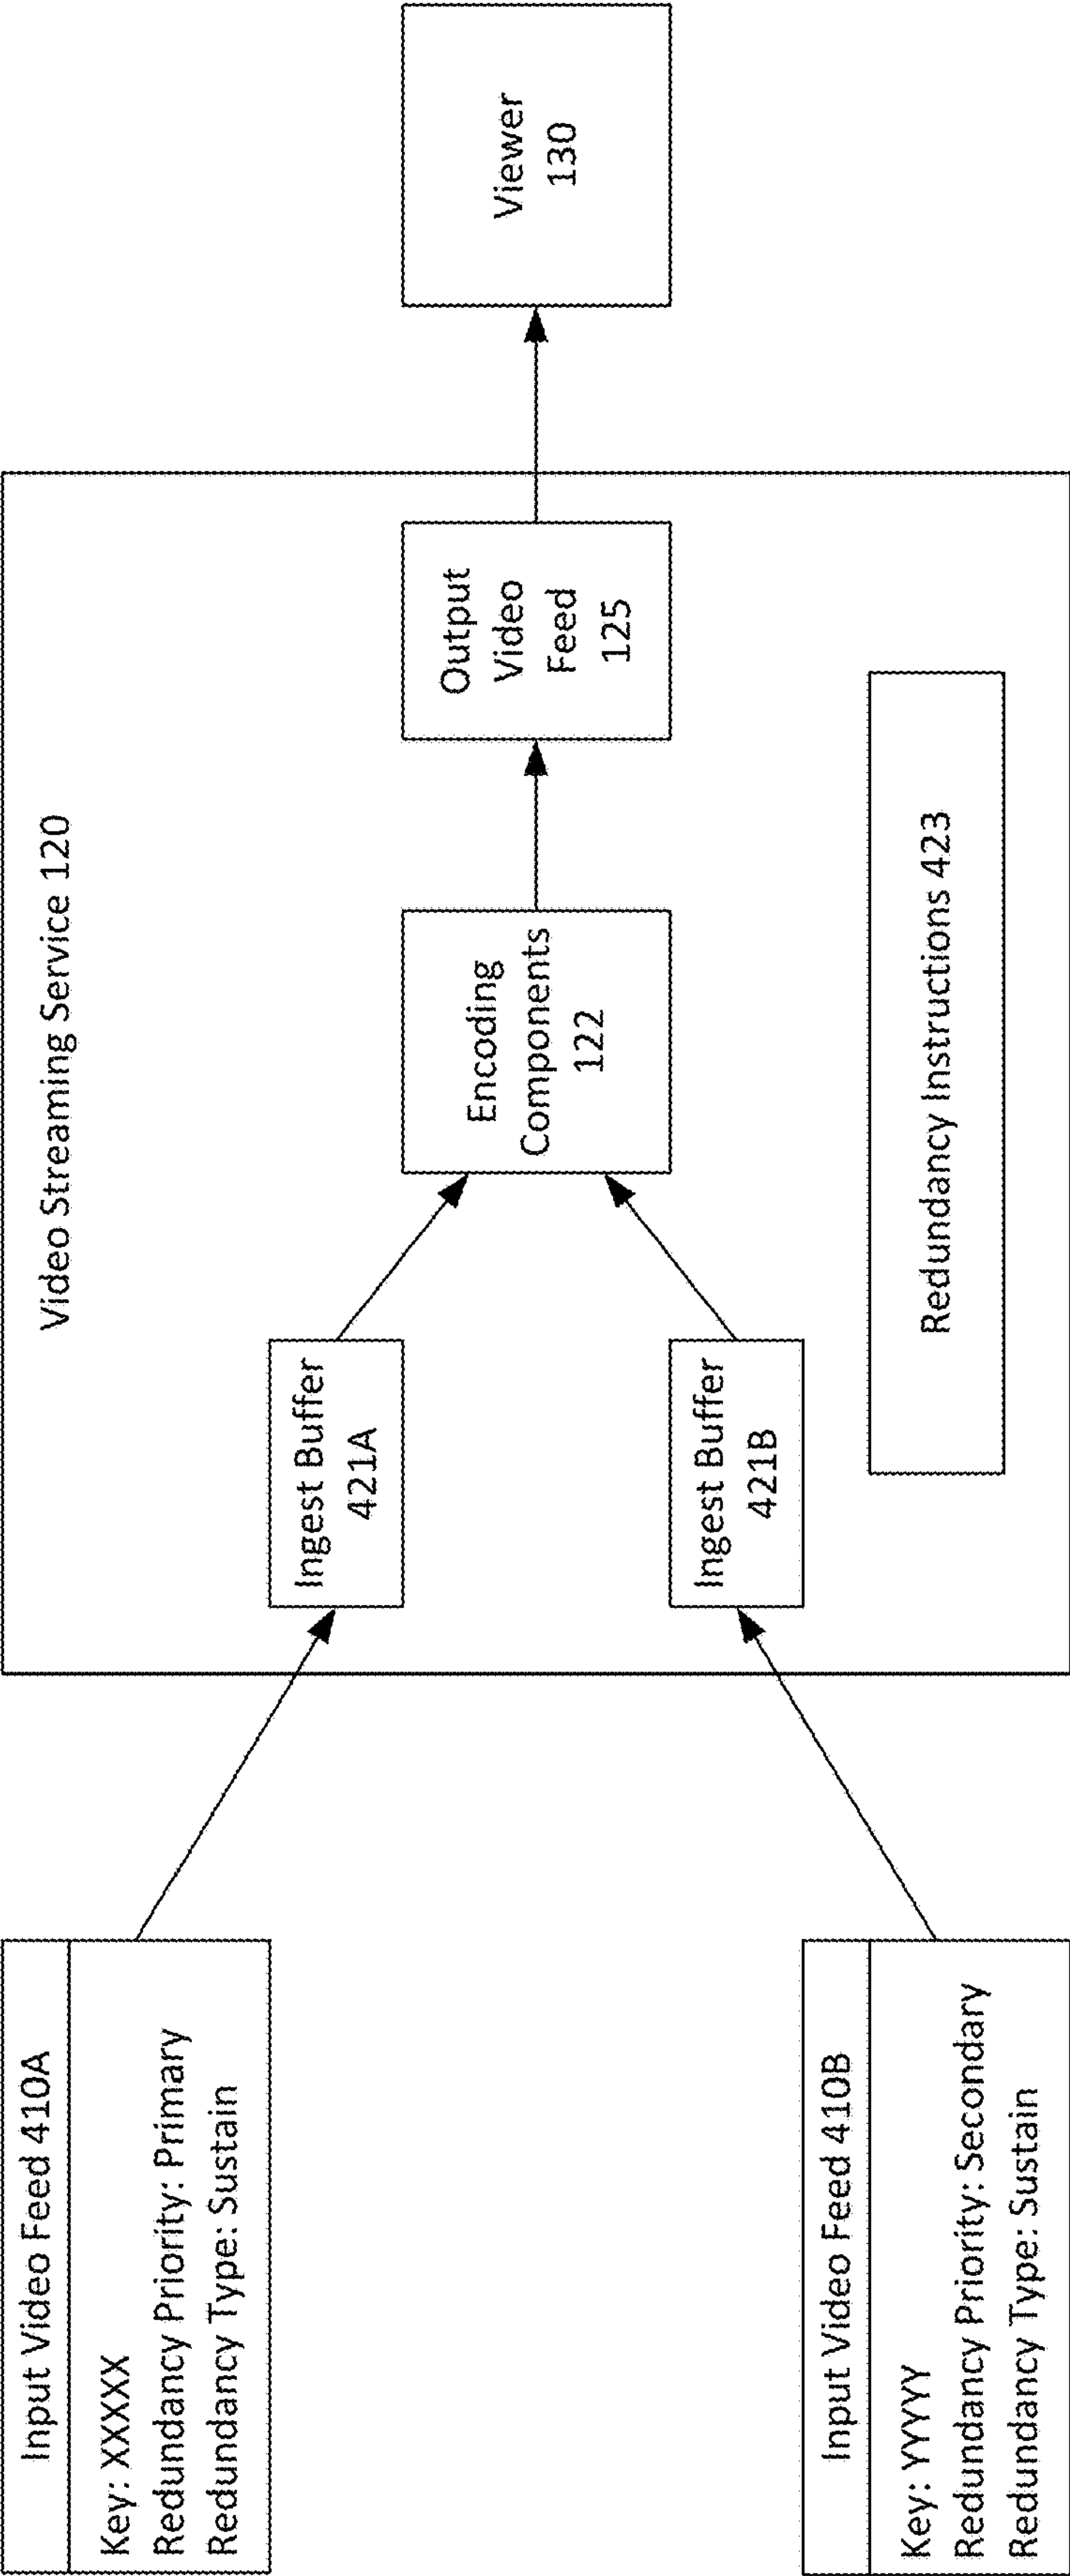 Input Video Feed 410A
Key: XXXXX
Redundancy Priority: Primary
Redundancy Type: Sustain
Input Video Feed 410B
Key: YYYYY
Redundancy Priority: Secondary
Redundancy Type: Sustain
Video Streaming Service 120
Ingest Buffer
421A
Ingest Buffer
421B
Encoding
Components
122
Output
Video
Feed
125
Redundancy Instructions 423
Viewer
130